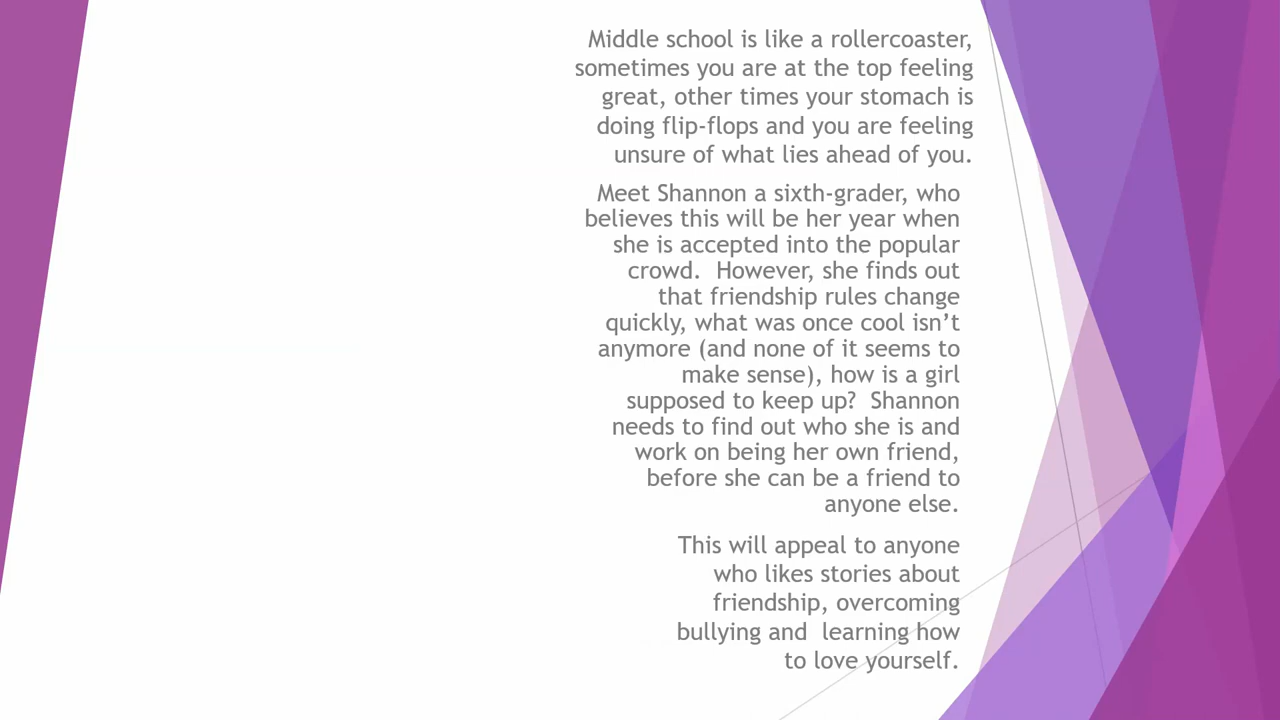 Middle school is like a rollercoaster,
sometimes you are at the top feeling
great, other times your stomach is
doing flip-flops and you are feeling
unsure of what lies ahead of you.
Meet Shannon a sixth-grader, who
believes this will be her year when
she is accepted into the popular
crowd.  However, she finds out
that friendship rules change
quickly, what was once cool isn’t
anymore (and none of it seems to
make sense), how is a girl
supposed to keep up?  Shannon
needs to find out who she is and
work on being her own friend,
before she can be a friend to
anyone else.
This will appeal to anyone
who likes stories about
friendship, overcoming
bullying and  learning how
to love yourself.